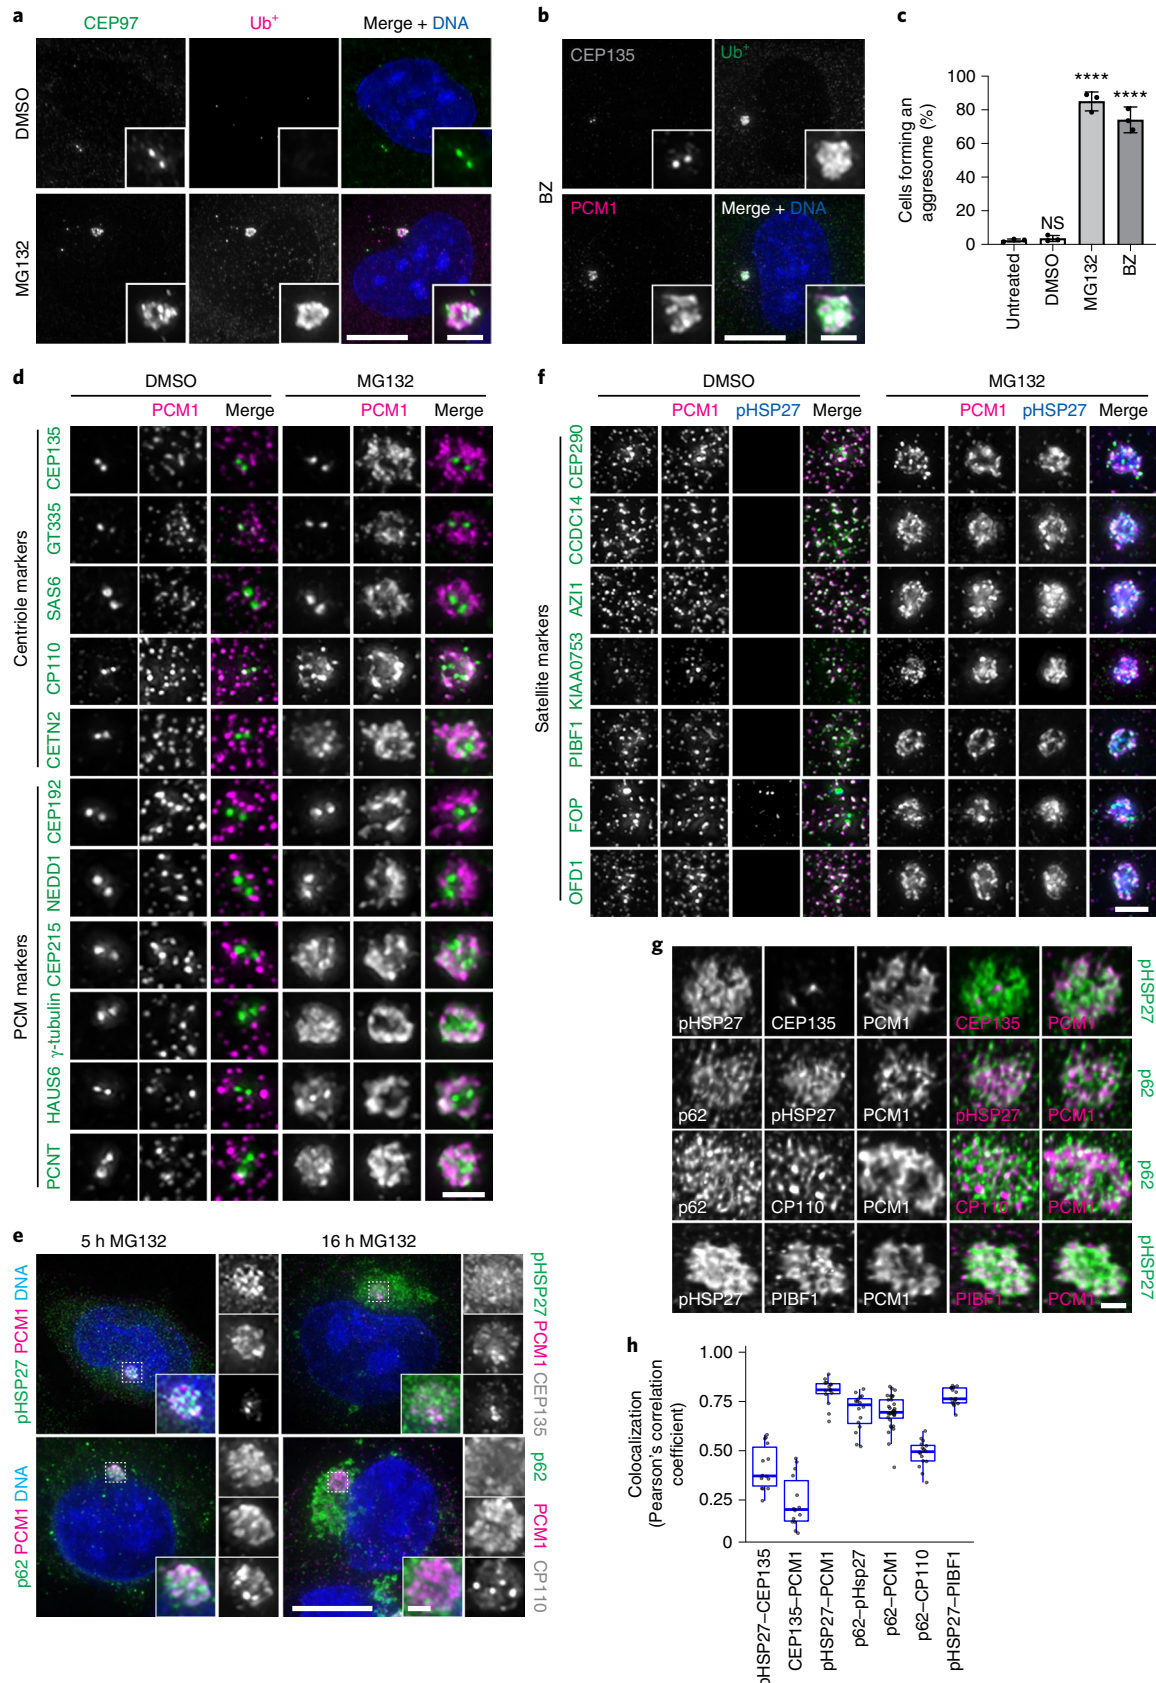 a
CEP97 Ub+ Merge + DNA
DMSO
MG132
b
BZ
CEP135 Ub+
PCM1 Merge + DNA
c
Cells forming an
aggresome (%)
100
80
60
40
20
0
NS
****
****
Untreated
DMSO
MG132
BZ
d
DMSO MG132
PCM1 Merge PCM1 Merge
Centriole markers
CEP135
GT335
SAS6
CP110
CETN2
PCM markers
CEP192
NEDD1
CEP215
γ-tubulin
HAUS6
PCNT
e
5 h MG132 16 h MG132
pHSP27 PCM1 DNA
pHSP27 PCM1 CEP135
p62 PCM1 DNA
p62 PCM1 CP110
f
DMSO MG132
PCM1 pHSP27 Merge PCM1 pHSP27 Merge
Satellite markers
CEP290
CCDC14
AZI1
KIAA0753
PIBF1
FOP
OFD1
g
pHSP27 CEP135 PCM1 CEP135 PCM1 pHSP27
p62 pHSP27 PCM1 pHSP27 PCM1 p62
p62 CP110 PCM1 CP110 PCM1 p62
pHSP27 PIBF1 PCM1 PIBF1 PCM1 pHSP27
h
Colocalization
(Pearson's correlation
coefficient)
1.00
0.75
0.50
0.25
0
pHSP27–CEP135
CEP135–PCM1
pHSP27–PCM1
p62–pHsp27
p62–PCM1
p62–CP110
pHSP27–PIBF1